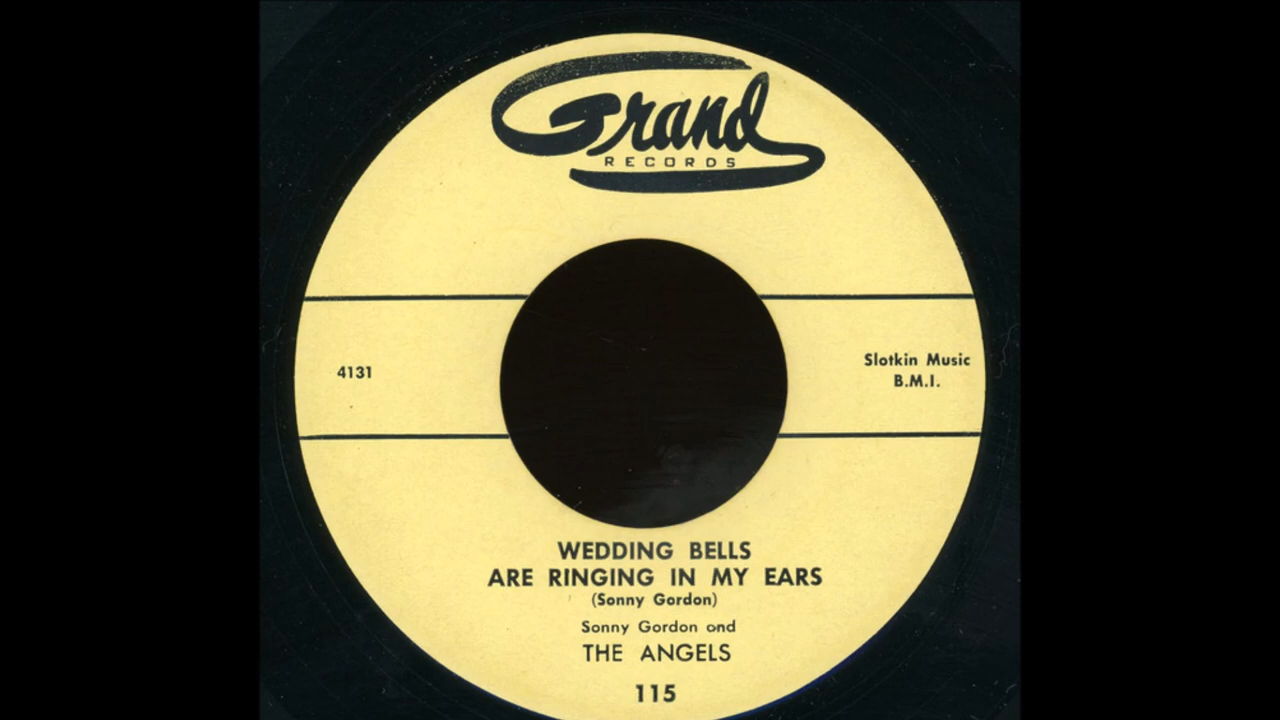 Grand
RECORDS
4131
Slotkin Music
B.M.I.
WEDDING BELLS
ARE RINGING IN MY EARS
(Sonny Gordon)
Sonny Gordon and
THE ANGELS
115